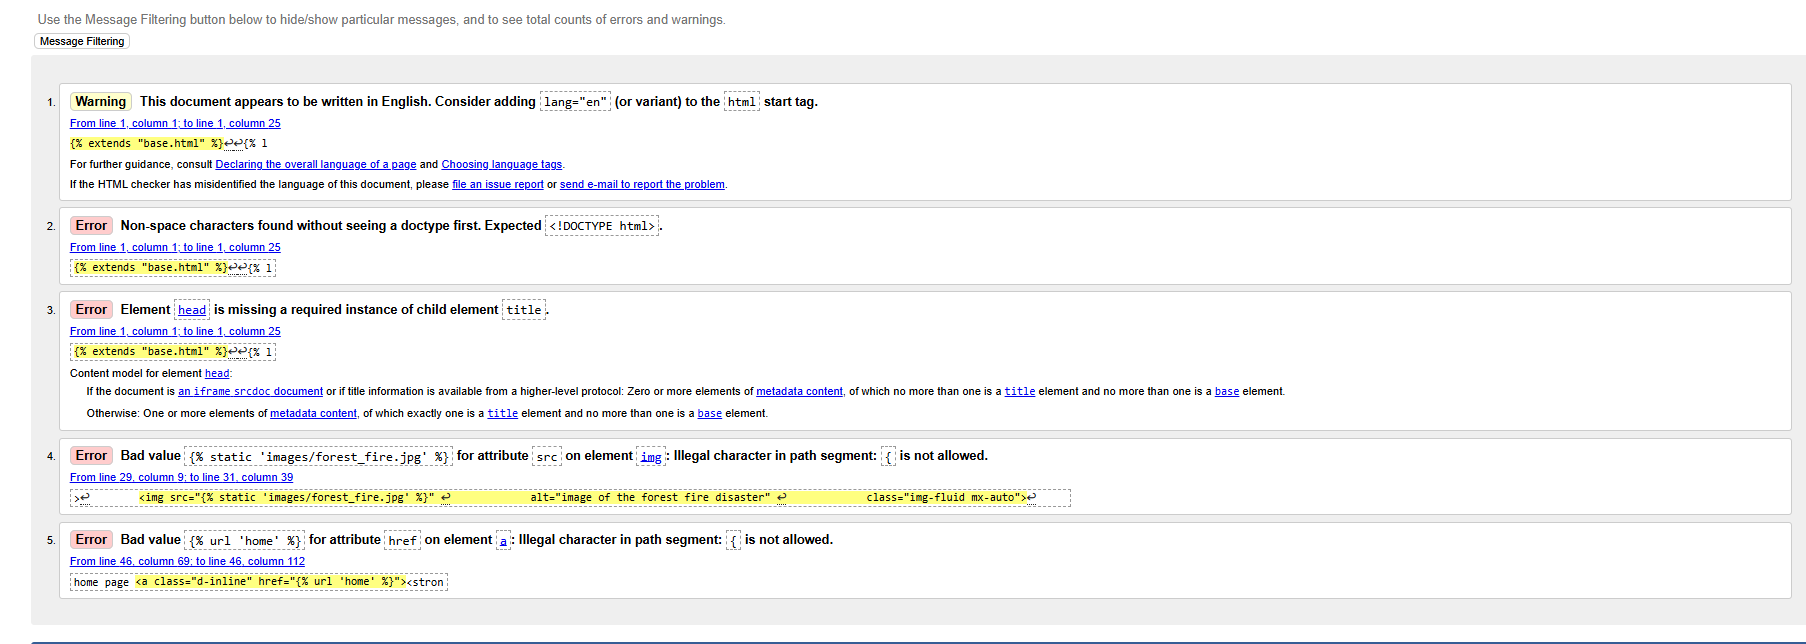 Use the Message Filtering button below to hide/show particular messages, and to see total counts of errors and warnings.
Message Filtering
1. Warning This document appears to be written in English. Consider adding lang="en" (or variant) to the html start tag.
From line 1, column 1; to line 1, column 25
{% extends "base.html" %}↩↩{% l
For further guidance, consult Declaring the overall language of a page and Choosing language tags.
If the HTML checker has misidentified the language of this document, please file an issue report or send e-mail to report the problem.
2. Error Non-space characters found without seeing a doctype first. Expected <!DOCTYPE html>.
From line 1, column 1; to line 1, column 25
{% extends "base.html" %}↩↩{% l
3. Error Element head is missing a required instance of child element title.
From line 1, column 1; to line 1, column 25
{% extends "base.html" %}↩↩{% l
Content model for element head:
If the document is an iframe srcdoc document or if title information is available from a higher-level protocol: Zero or more elements of metadata content, of which no more than one is a title element and no more than one is a base element.
Otherwise: One or more elements of metadata content, of which exactly one is a title element and no more than one is a base element.
4. Error Bad value {% static 'images/forest_fire.jpg' %} for attribute src on element img: Illegal character in path segment: { is not allowed.
From line 29, column 9; to line 31, column 39
>↩ <img src="{% static 'images/forest_fire.jpg' %}" ↩ alt="image of the forest fire disaster" ↩ class="img-fluid mx-auto">↩
5. Error Bad value {% url 'home' %} for attribute href on element a: Illegal character in path segment: { is not allowed.
From line 46, column 69; to line 46, column 112
home page <a class="d-inline" href="{% url 'home' %}"><stron